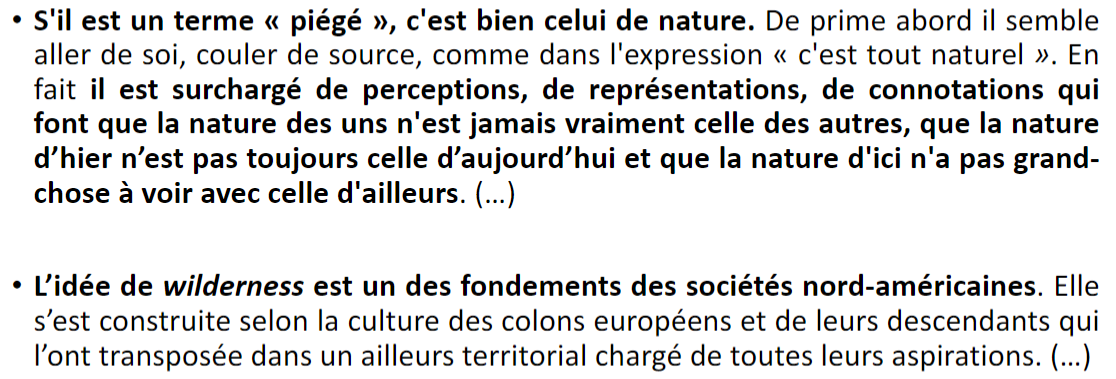 • S'il est un terme « piégé », c'est bien celui de nature. De prime abord il semble
aller de soi, couler de source, comme dans l'expression « c'est tout naturel ». En
fait il est surchargé de perceptions, de représentations, de connotations qui
font que la nature des uns n'est jamais vraiment celle des autres, que la nature
d’hier n’est pas toujours celle d’aujourd’hui et que la nature d'ici n'a pas grand-
chose à voir avec celle d'ailleurs. (…)
• L’idée de wilderness est un des fondements des sociétés nord-américaines. Elle
s’est construite selon la culture des colons européens et de leurs descendants qui
l’ont transposée dans un ailleurs territorial chargé de toutes leurs aspirations. (…)